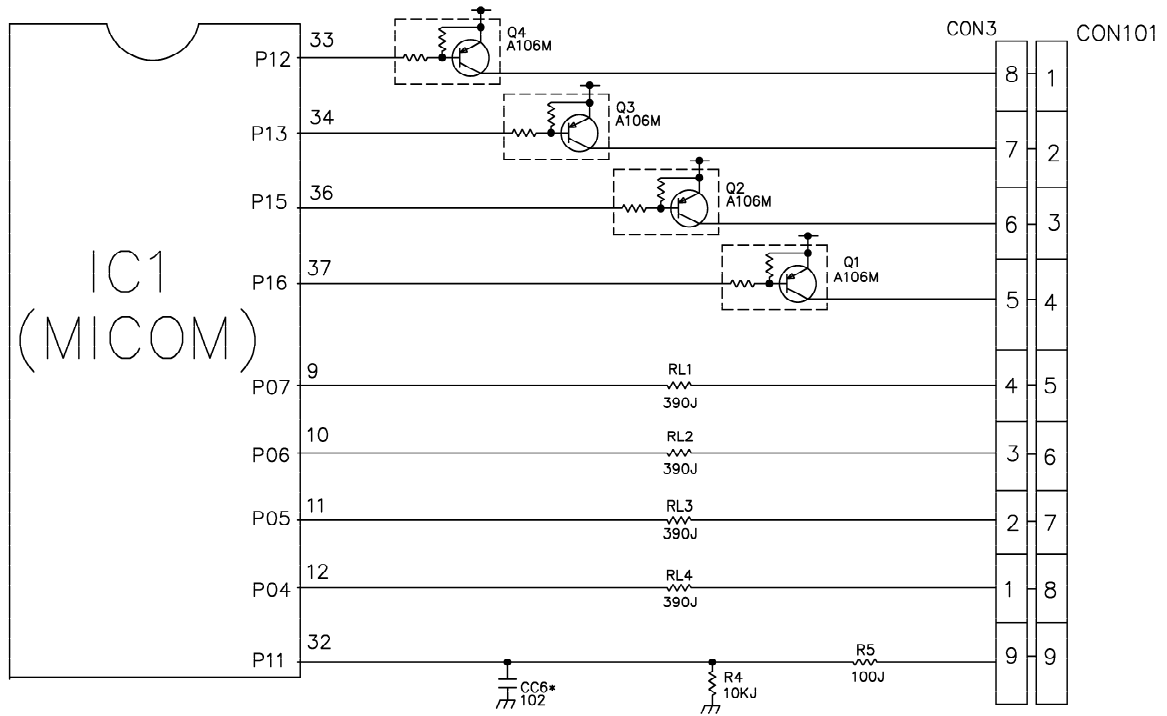 CON3 CON101
33 Q4
P12 A106M
8 1
34 Q3
P13 A106M
7 2
36 Q2
P15 A106M
6 3
37 Q1
P16 A106M
5 4
IC1
(MICOM)
9 RL1
P07 390J 4 5
10 RL2
P06 390J 3 6
11 RL3
P05 390J 2 7
12 RL4
P04 390J 1 8
32 R5
P11 100J 9 9
CC6* R4
102 10KJ